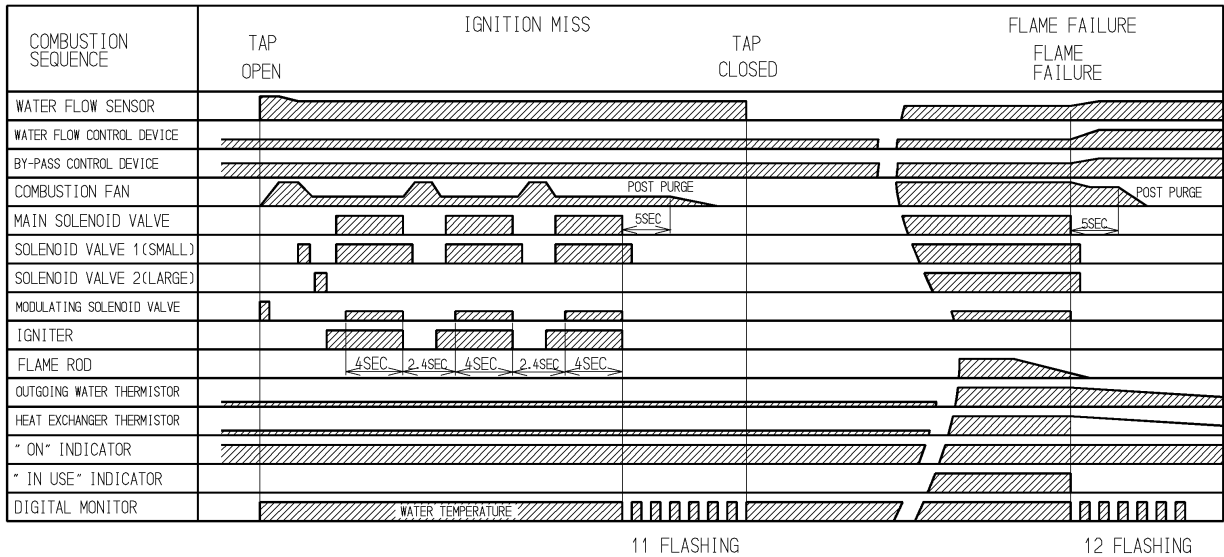 IGNITION MISS
FLAME FAILURE
COMBUSTION
SEQUENCE
TAP
OPEN
TAP
CLOSED
FLAME
FAILURE
WATER FLOW SENSOR
WATER FLOW CONTROL DEVICE
BY-PASS CONTROL DEVICE
COMBUSTION FAN
POST PURGE
POST PURGE
MAIN SOLENOID VALVE
5SEC
5SEC
SOLENOID VALVE 1(SMALL)
SOLENOID VALVE 2(LARGE)
MODULATING SOLENOID VALVE
IGNITER
FLAME ROD
4SEC
2.4SEC
4SEC
2.4SEC
4SEC
OUTGOING WATER THERMISTOR
HEAT EXCHANGER THERMISTOR
" ON" INDICATOR
" IN USE" INDICATOR
DIGITAL MONITOR
WATER TEMPERATURE
11 FLASHING
12 FLASHING